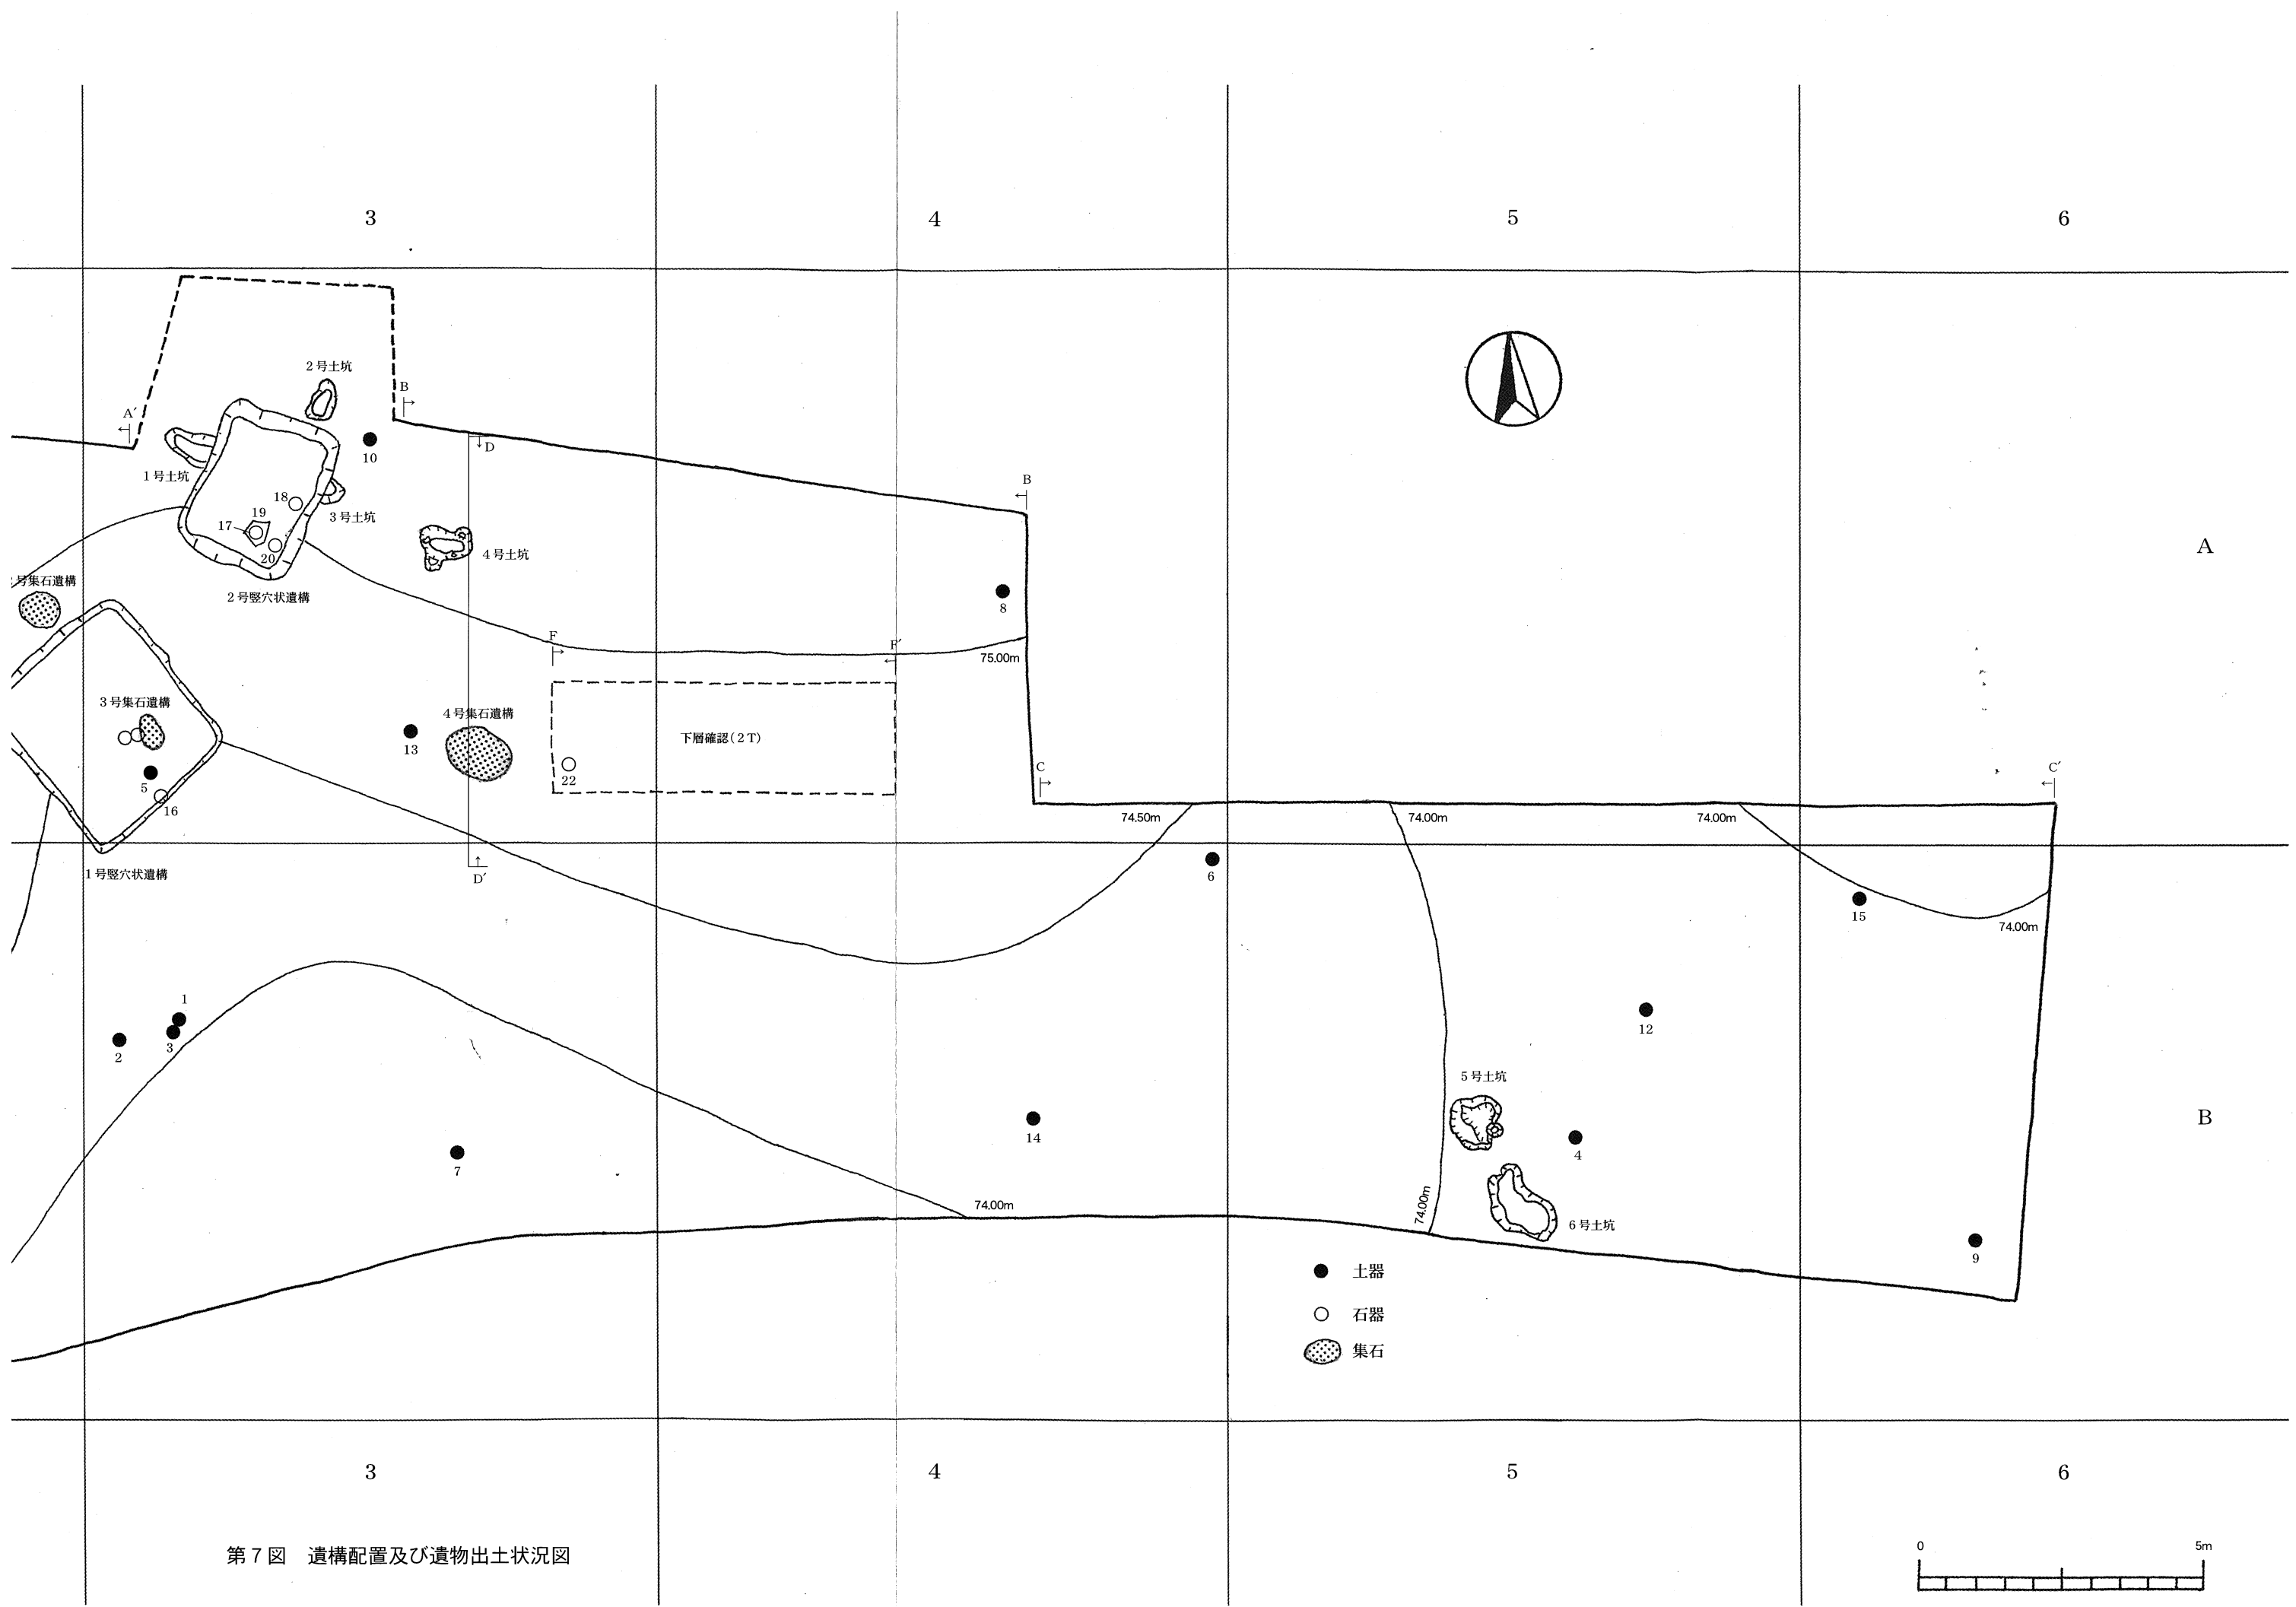 3
4
5
6
2号土坑
B
A′
10
D
1号土坑
B
18
3号土坑
19
17
20
4号土坑
A
号集石遺構
2号竪穴状遺構
8
F
F′
75.00m
3号集石遺構
4号集石遺構
13
下層確認(2T)
22
C
C′
5
16
74.50m
74.00m
74.00m
1号竪穴状遺構
D′
6
15
74.00m
1
2
3
12
5号土坑
B
14
4
7
74.00m
74.00m
6号土坑
9
土器
石器
集石
3
4
5
6
第7図 遺構配置及び遺物出土状況図
0
5m